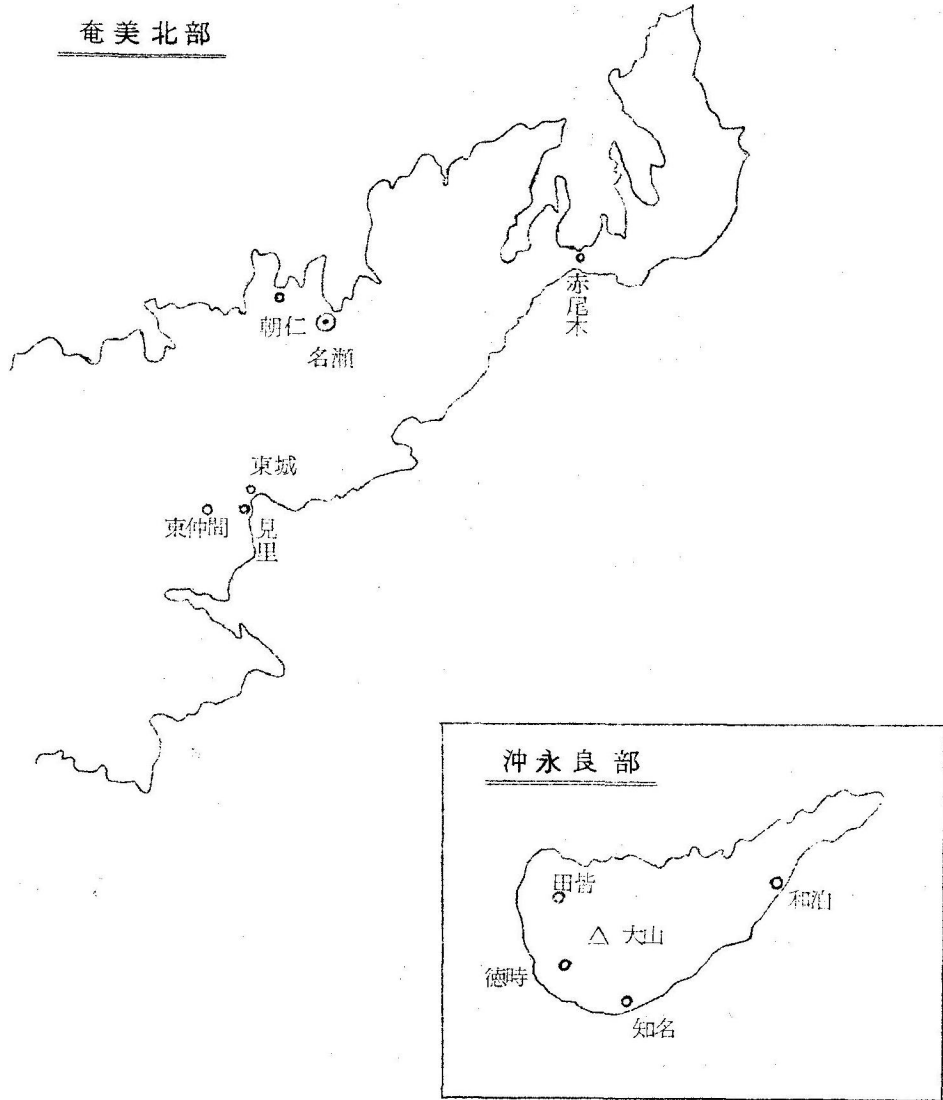 奄美北部
赤尾木
朝仁
名瀬
東城
東仲間
見里
沖永良部
田皆
和泊
大山
徳時
知名